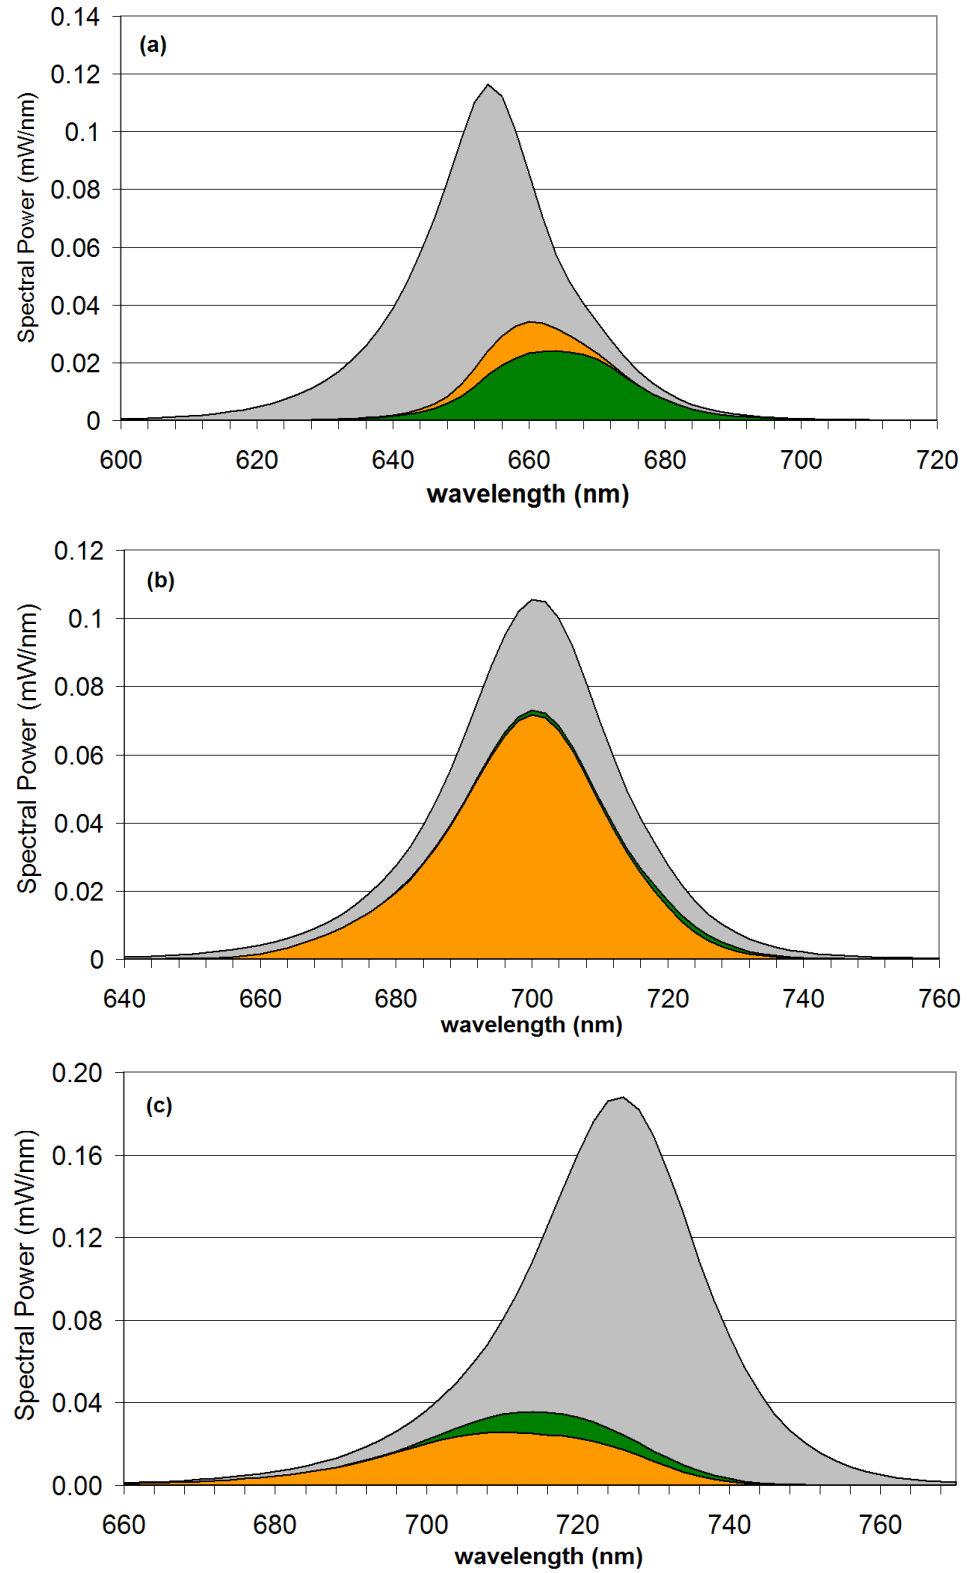 (a)
Spectral Power (mW/nm)
0.14
0.12
0.1
0.08
0.06
0.04
0.02
0
600 620 640 660 680 700 720
wavelength (nm)
(b)
Spectral Power (mW/nm)
0.12
0.1
0.08
0.06
0.04
0.02
0
640 660 680 700 720 740 760
wavelength (nm)
(c)
Spectral Power (mW/nm)
0.20
0.16
0.12
0.08
0.04
0.00
660 680 700 720 740 760
wavelength (nm)